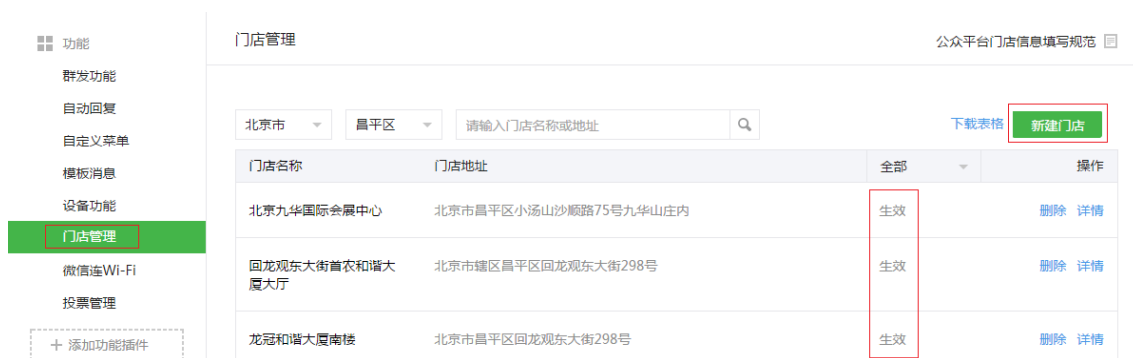 功能
群发功能
自动回复
自定义菜单
模板消息
设备功能
门店管理
微信连Wi-Fi
投票管理
+ 添加功能插件
门店管理
公众平台门店信息填写规范
北京市 昌平区 请输入门店名称或地址
下载表格 新建门店
门店名称 门店地址 全部 操作
北京九华国际会展中心 北京市昌平区小汤山沙顺路75号九华山庄内 生效 删除 详情
回龙观东大街首农和谐大 北京市辖区昌平区回龙观东大街298号 生效 删除 详情
厦大厅
龙冠和谐大厦南楼 北京市昌平区回龙观东大街298号 生效 删除 详情